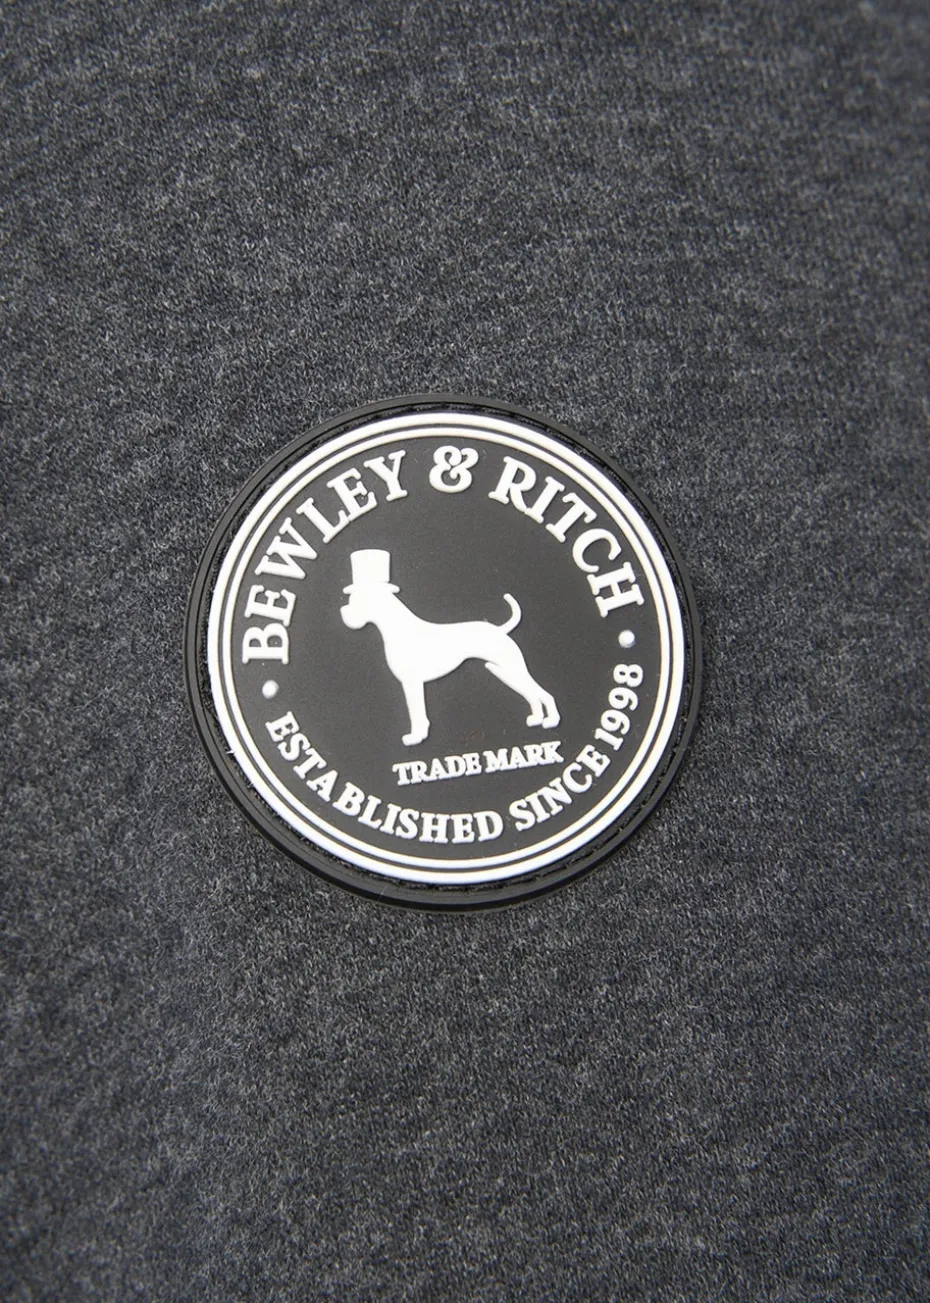 BEWLEY & RITCH
TRADE MARK
ESTABLISHED SINCE 1998